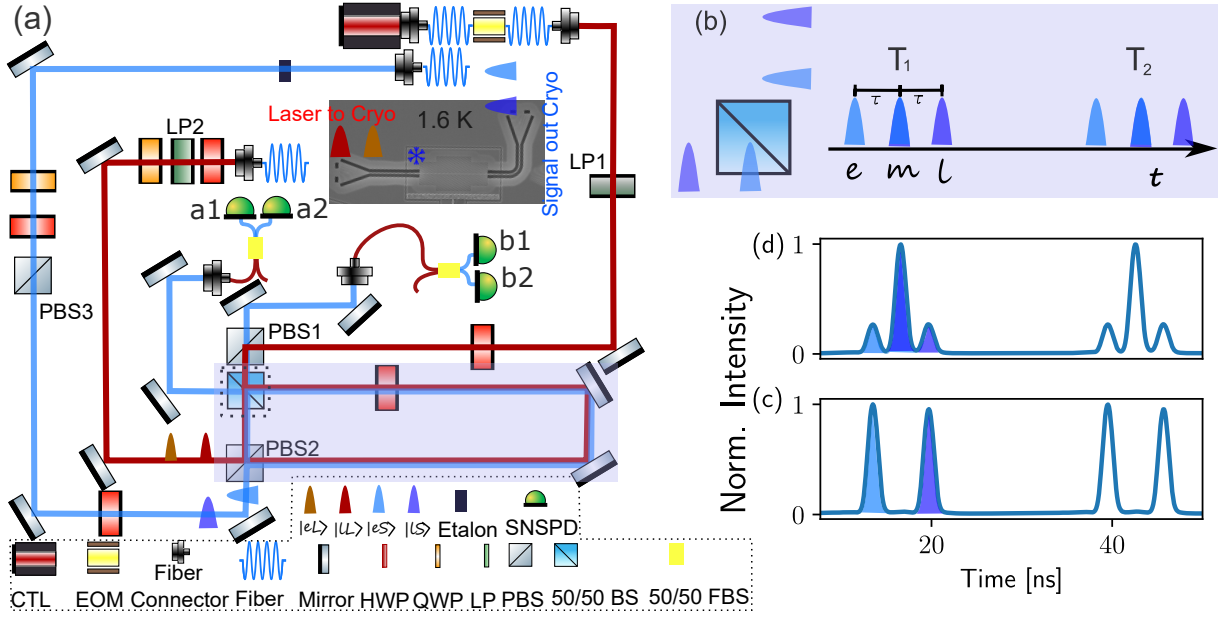 (a)
LP2
Laser to Cryo
1.6 K
Signal out Cryo
LP1
a1
a2
b1
b2
PBS3
PBS1
PBS2
|eL⟩
|LL⟩
|eS⟩
|LS⟩
Etalon
SNSPD
CTL
EOM
Fiber
Connector
Fiber
Mirror
HWP
QWP
LP
PBS
50/50 BS
50/50 FBS
(b)
T1
T2
τ
τ
e
m
l
t
(d)
1
0
(c)
1
0
Norm. Intensity
20
40
Time [ns]